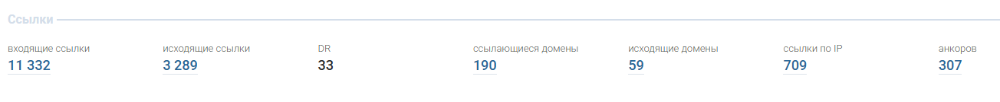 Ссылки
входящие ссылки исходящие ссылки DR ссылающиеся домены исходящие домены ссылки по IP анкоров
11 332 3 289 33 190 59 709 307